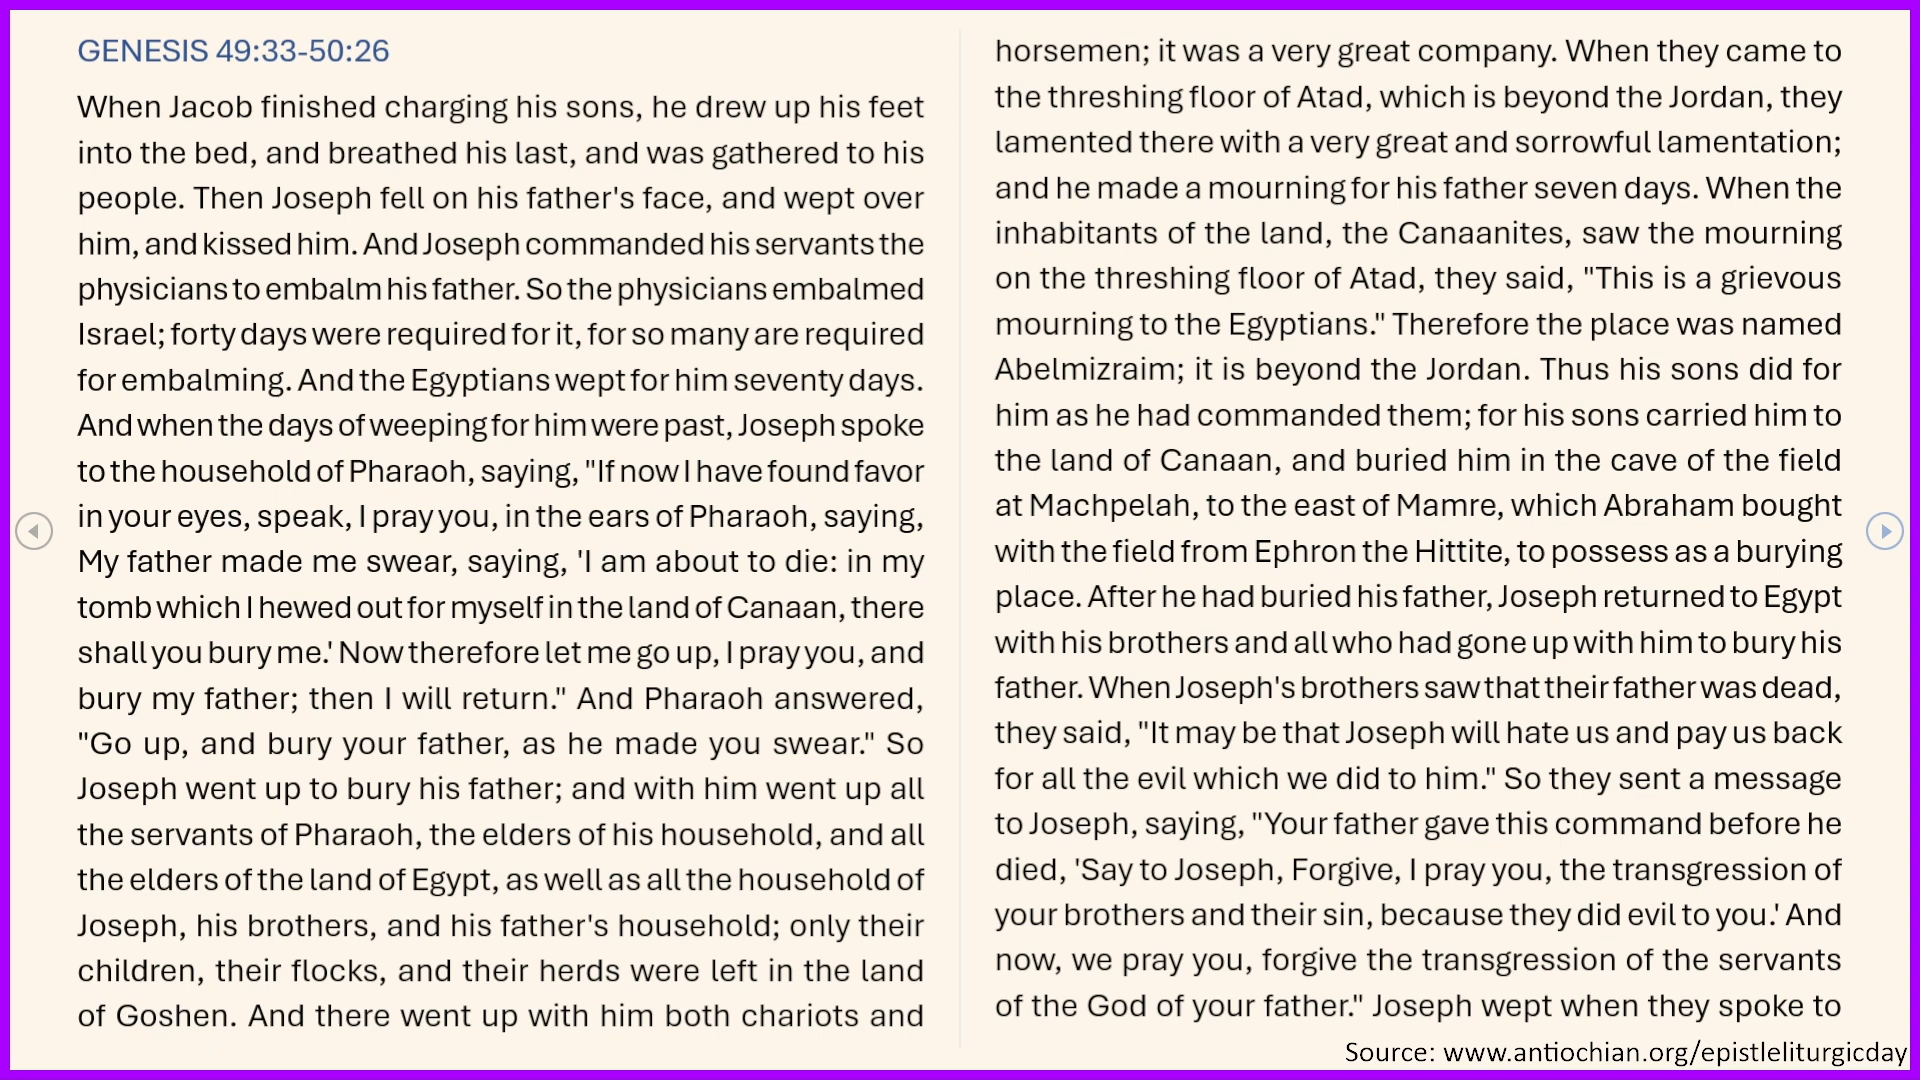 GENESIS 49:33-50:26
When Jacob finished charging his sons, he drew up his feet
into the bed, and breathed his last, and was gathered to his
people. Then Joseph fell on his father's face, and wept over
him, and kissed him. And Joseph commanded his servants the
physicians to embalm his father. So the physicians embalmed
Israel; forty days were required for it, for so many are required
for embalming. And the Egyptians wept for him seventy days.
And when the days of weeping for him were past, Joseph spoke
to the household of Pharaoh, saying, "If now I have found favor
in your eyes, speak, I pray you, in the ears of Pharaoh, saying,
My father made me swear, saying, 'I am about to die: in my
tomb which I hewed out for myself in the land of Canaan, there
shall you bury me.' Now therefore let me go up, I pray you, and
bury my father; then I will return." And Pharaoh answered,
"Go up, and bury your father, as he made you swear." So
Joseph went up to bury his father; and with him went up all
the servants of Pharaoh, the elders of his household, and all
the elders of the land of Egypt, as well as all the household of
Joseph, his brothers, and his father's household; only their
children, their flocks, and their herds were left in the land
of Goshen. And there went up with him both chariots and
horsemen; it was a very great company. When they came to
the threshing floor of Atad, which is beyond the Jordan, they
lamented there with a very great and sorrowful lamentation;
and he made a mourning for his father seven days. When the
inhabitants of the land, the Canaanites, saw the mourning
on the threshing floor of Atad, they said, "This is a grievous
mourning to the Egyptians." Therefore the place was named
Abelmizraim; it is beyond the Jordan. Thus his sons did for
him as he had commanded them; for his sons carried him to
the land of Canaan, and buried him in the cave of the field
at Machpelah, to the east of Mamre, which Abraham bought
with the field from Ephron the Hittite, to possess as a burying
place. After he had buried his father, Joseph returned to Egypt
with his brothers and all who had gone up with him to bury his
father. When Joseph's brothers saw that their father was dead,
they said, "It may be that Joseph will hate us and pay us back
for all the evil which we did to him." So they sent a message
to Joseph, saying, "Your father gave this command before he
died, 'Say to Joseph, Forgive, I pray you, the transgression of
your brothers and their sin, because they did evil to you.' And
now, we pray you, forgive the transgression of the servants
of the God of your father." Joseph wept when they spoke to
Source: www.antiochian.org/epistleliturgicday